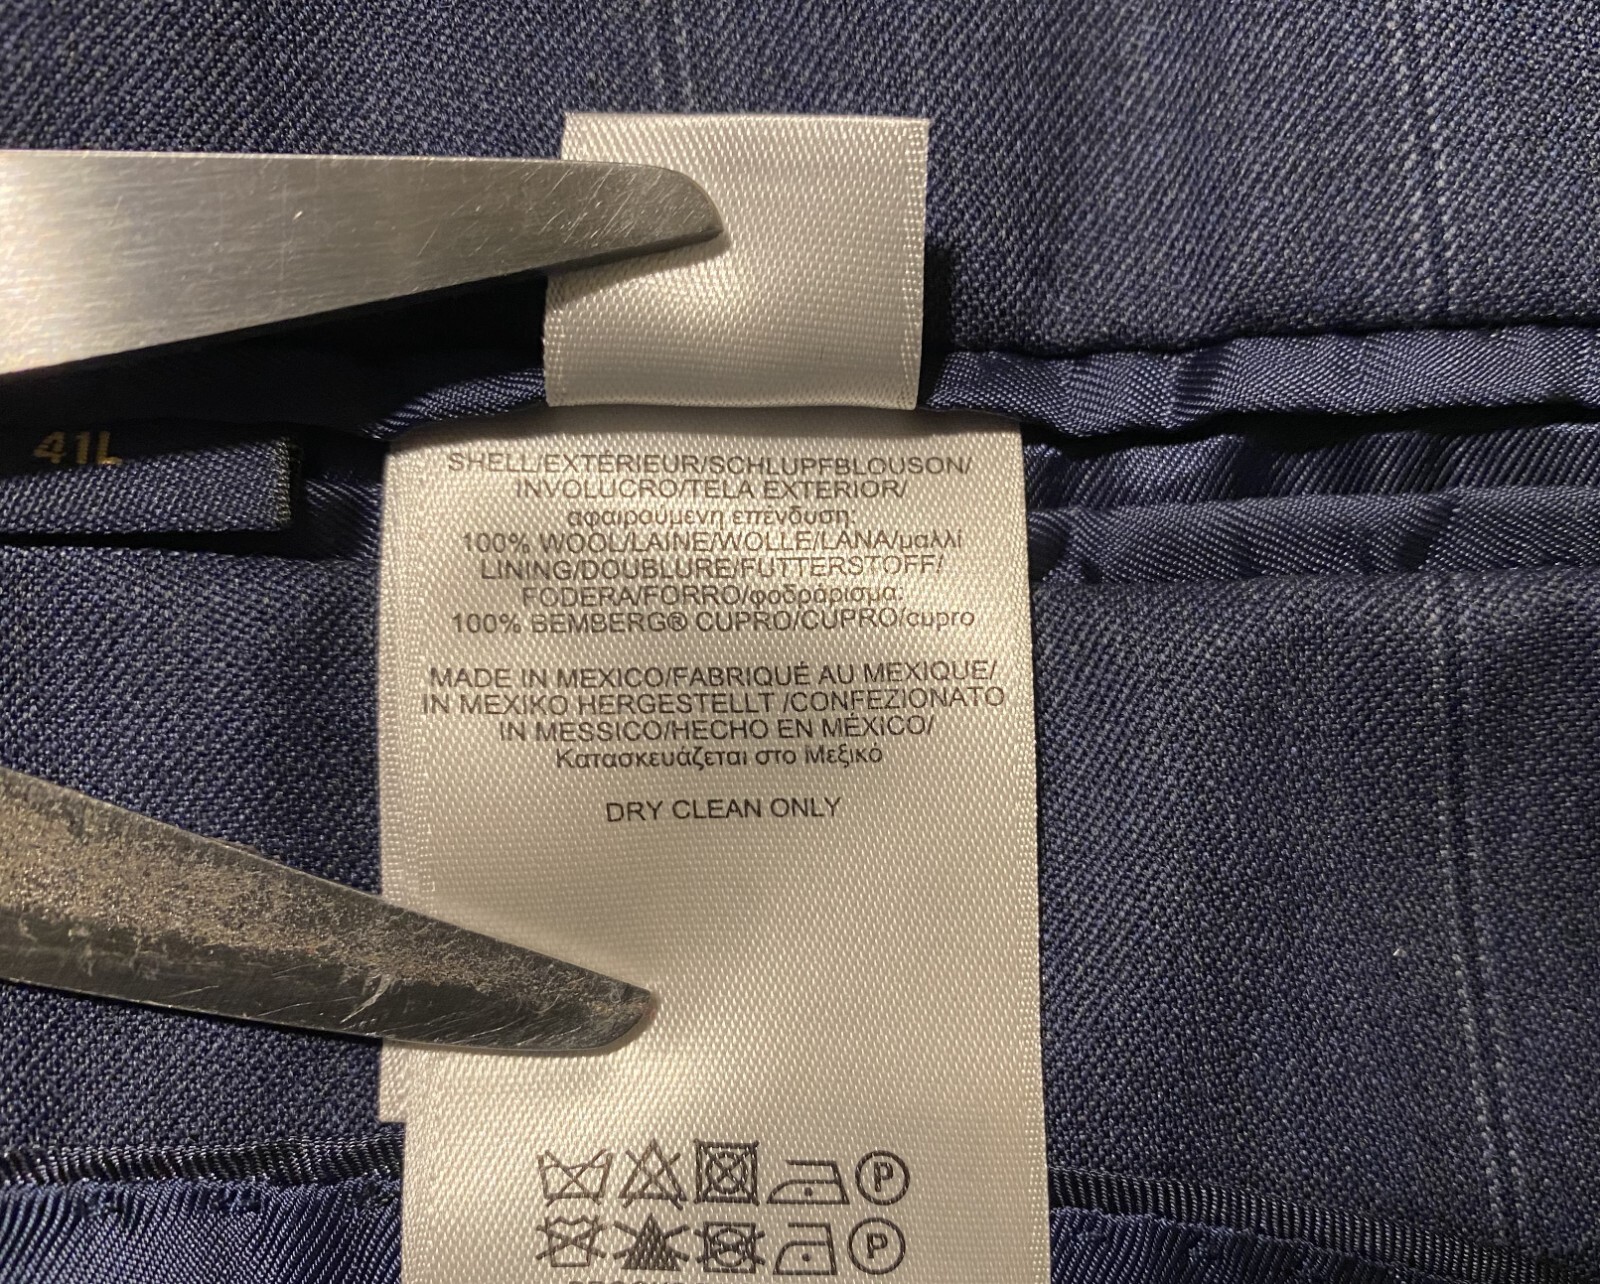 41L
SHELL/EXTÉRIEUR/SCHLUPFBLOUSON/
INVOLUCRO/TELA EXTERIOR/
αφαιρούμενη επένδυση:
100% WOOL/LAINE/WOLLE/LANA/μαλλί
LINING/DOUBLURE/FUTTERSTOFF/
FODERA/FORRO/φοδράρισμα:
100% BEMBERG® CUPRO/CUPRO/cupro
MADE IN MEXICO/FABRIQUÉ AU MEXIQUE/
IN MEXIKO HERGESTELLT /CONFEZIONATO
IN MESSICO/HECHO EN MÉXICO/
Κατασκευάζεται στο Μεξικό
DRY CLEAN ONLY
P
P